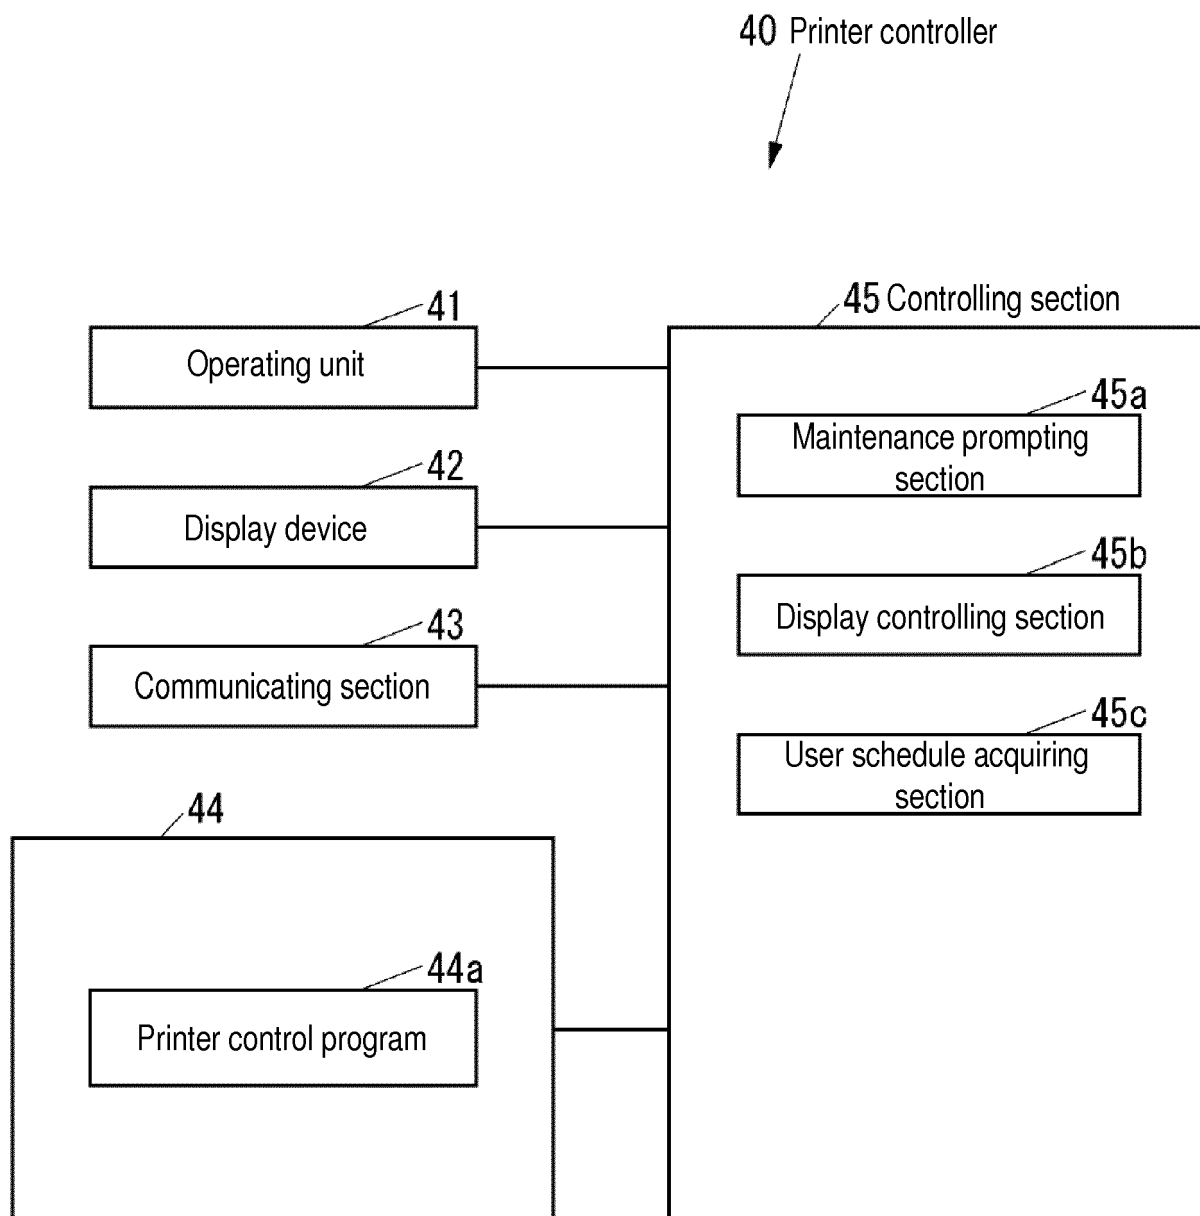 40 Printer controller
41
Operating unit
42
Display device
43
Communicating section
44
44a
Printer control program
45 Controlling section
45a
Maintenance prompting
section
45b
Display controlling section
45c
User schedule acquiring
section